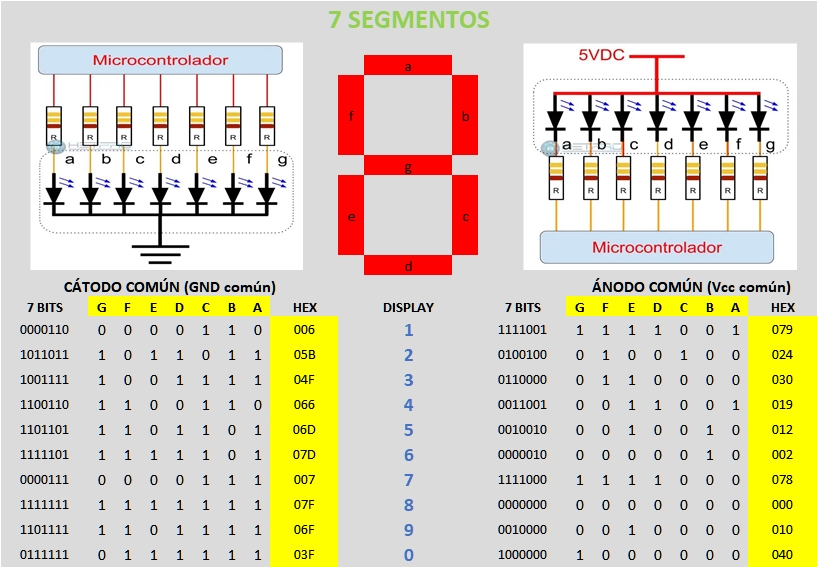 7 SEGMENTOS
Microcontrolador
R R R R R R R
a b c d e f g
a
f b
g
e c
d
5VDC
a b c d e f g
R R R R R R R
Microcontrolador
CÁTODO COMÚN (GND común) ÁNODO COMÚN (Vcc común)
7 BITS G F E D C B A HEX DISPLAY 7 BITS G F E D C B A HEX
0000110 0 0 0 0 1 1 0 006 1 1111001 1 1 1 1 0 0 1 079
1011011 1 0 1 1 0 1 1 05B 2 0100100 0 1 0 0 1 0 0 024
1001111 1 0 0 1 1 1 1 04F 3 0110000 0 1 1 0 0 0 0 030
1100110 1 1 0 0 1 1 0 066 4 0011001 0 0 1 1 0 0 1 019
1101101 1 1 0 1 1 0 1 06D 5 0010010 0 0 1 0 0 1 0 012
1111101 1 1 1 1 1 0 1 07D 6 0000010 0 0 0 0 0 1 0 002
0000111 0 0 0 0 1 1 1 007 7 1111000 1 1 1 1 0 0 0 078
1111111 1 1 1 1 1 1 1 07F 8 0000000 0 0 0 0 0 0 0 000
1101111 1 1 0 1 1 1 1 06F 9 0010000 0 0 1 0 0 0 0 010
0111111 0 1 1 1 1 1 1 03F 0 1000000 1 0 0 0 0 0 0 040